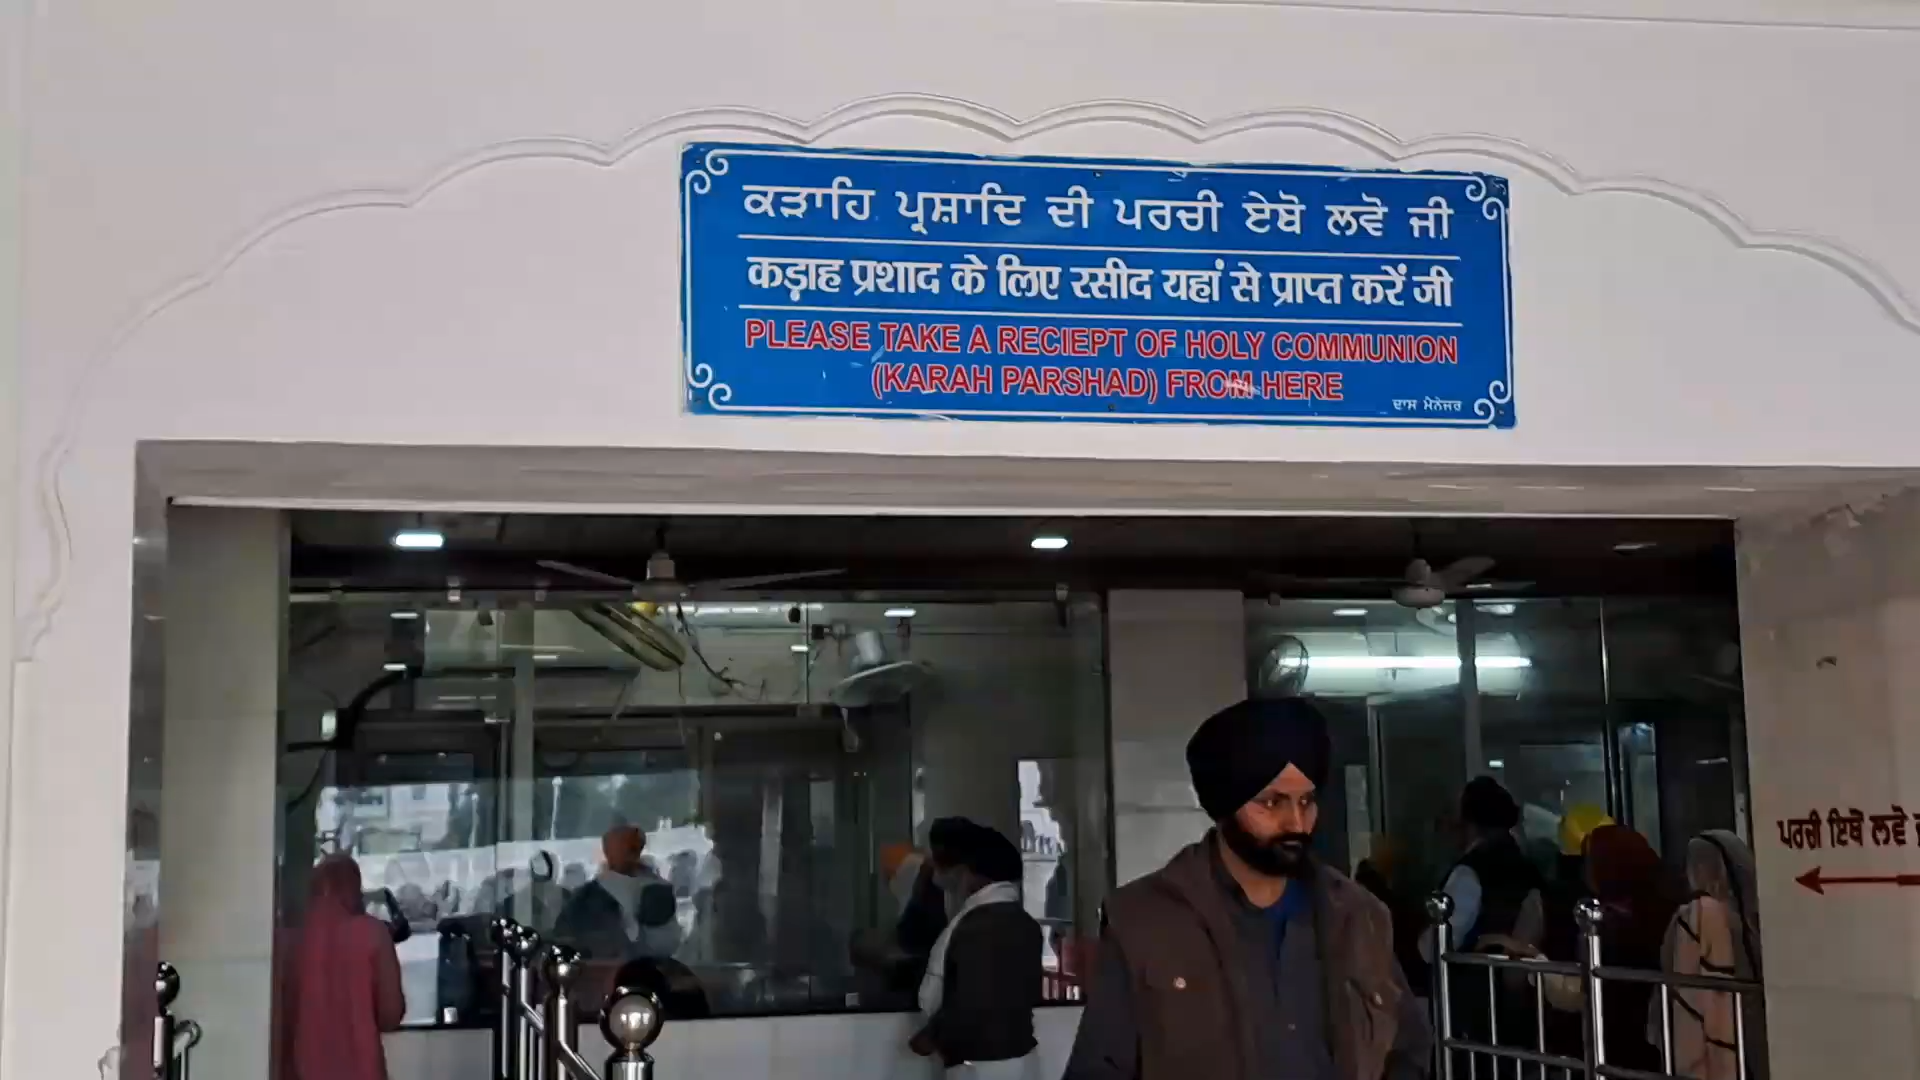 ਕੜਾਹਿ ਪ੍ਰਸ਼ਾਦਿ ਦੀ ਪਰਚੀ ਏਥੋ ਲਵੋ ਜੀ
कड़ाह प्रशाद के लिए रसीद यहां से प्राप्त करें जी
PLEASE TAKE A RECIEPT OF HOLY COMMUNION
(KARAH PARSHAD) FROM HERE
ਦਾਸ ਮੈਨੇਜਰ
ਪਰਚੀ ਇਥੋਂ ਲਵੋ